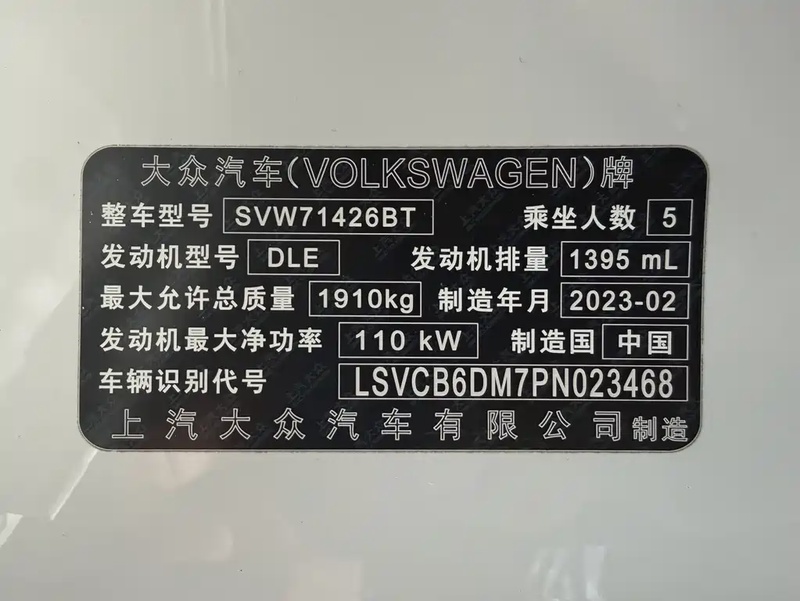 大众汽车(VOLKSWAGEN)牌
整车型号 SVW71426BT 乘坐人数 5
发动机型号 DLE 发动机排量 1395 mL
最大允许总质量 1910kg 制造年月 2023-02
发动机最大净功率 110 kW 制造国 中国
车辆识别代号 LSVCB6DM7PN023468
上汽大众汽车有限公司制造